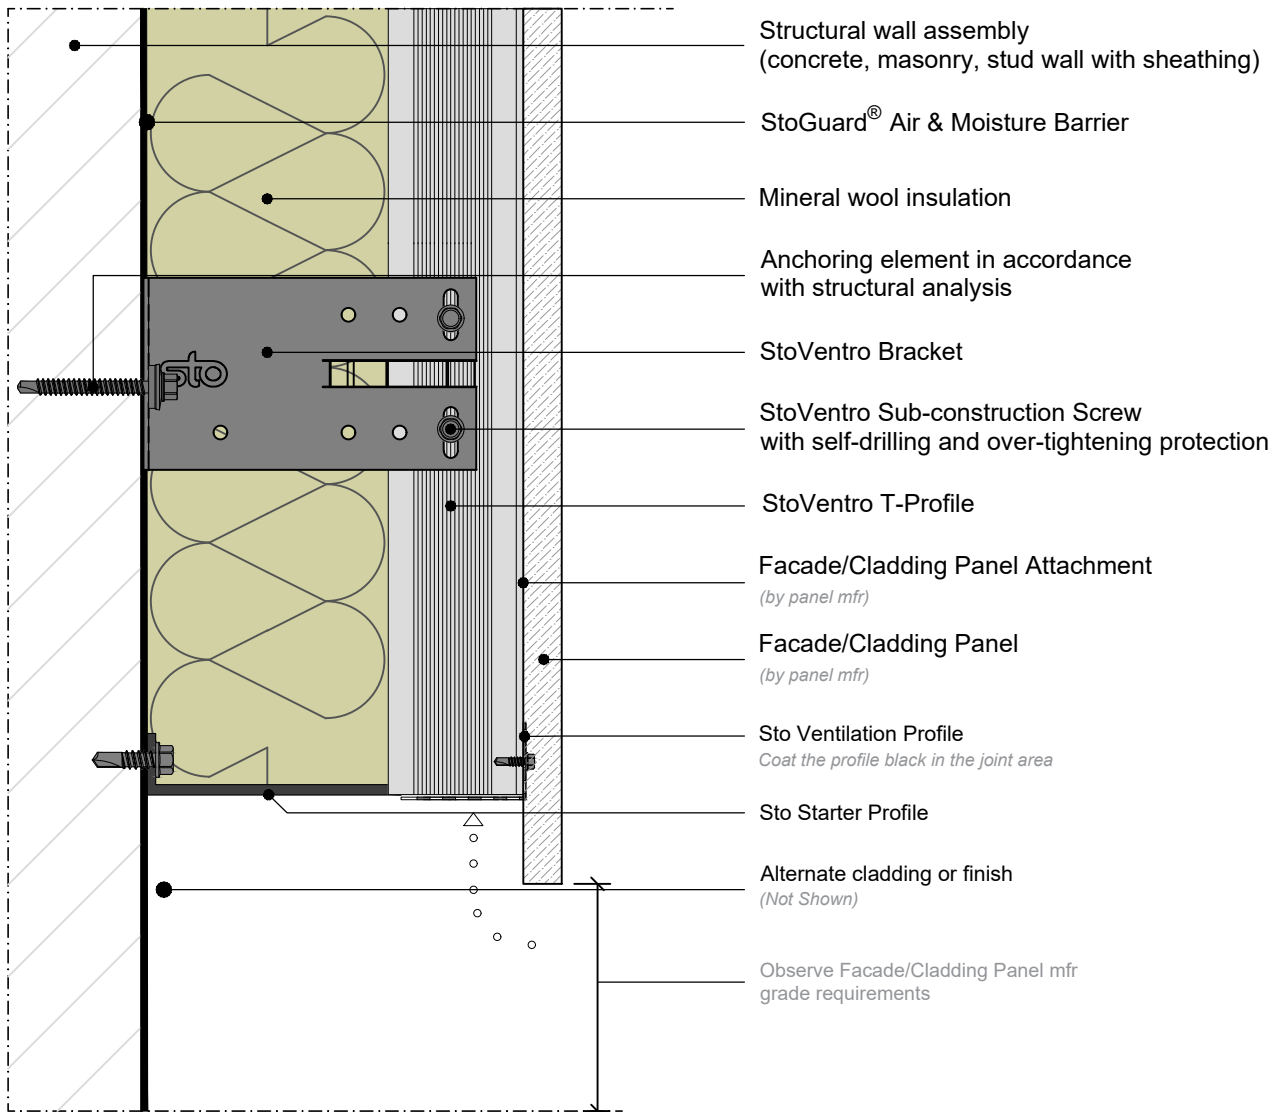 Structural wall assembly
(concrete, masonry, stud wall with sheathing)
StoGuard® Air & Moisture Barrier
Mineral wool insulation
Anchoring element in accordance
with structural analysis
sto
StoVentro Bracket
StoVentro Sub-construction Screw
with self-drilling and over-tightening protection
StoVentro T-Profile
Facade/Cladding Panel Attachment
(by panel mfr)
Facade/Cladding Panel
(by panel mfr)
Sto Ventilation Profile
Coat the profile black in the joint area
Sto Starter Profile
Alternate cladding or finish
(Not Shown)
Observe Facade/Cladding Panel mfr
grade requirements